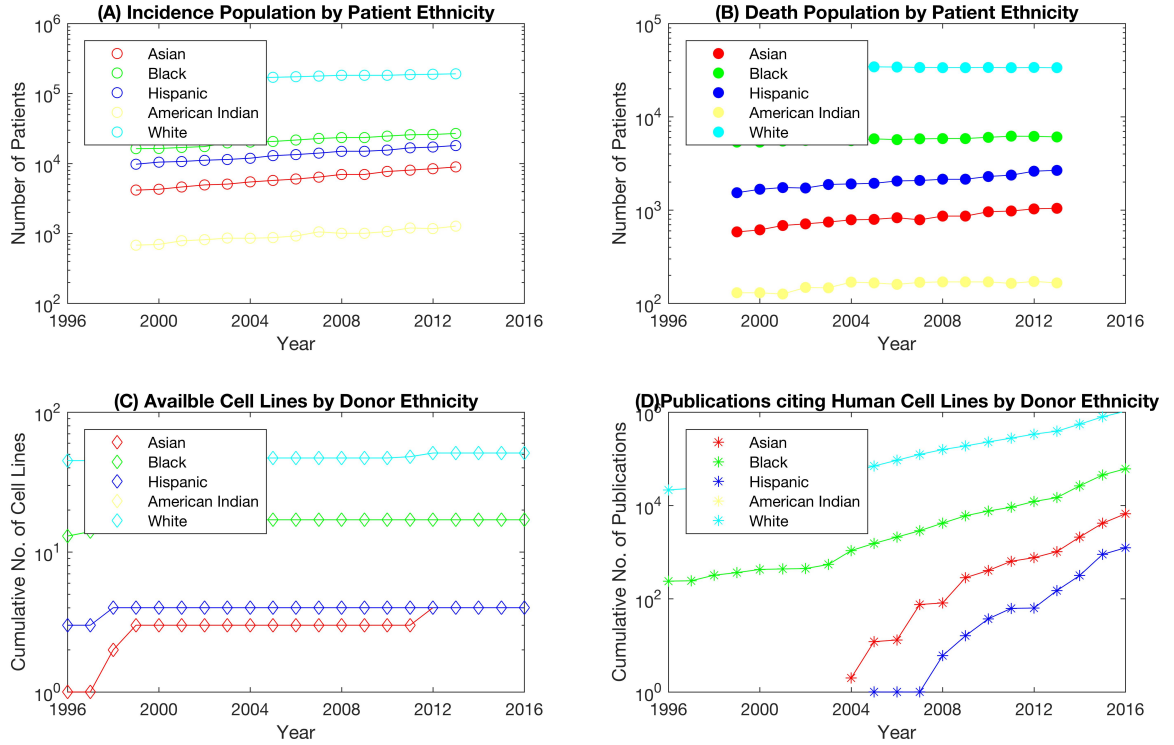 (A) Incidence Population by Patient Ethnicity
10^6
10^5
10^4
10^3
10^2
Number of Patients
Asian
Black
Hispanic
American Indian
White
1996 2000 2004 2008 2012 2016
Year
(B) Death Population by Patient Ethnicity
10^5
10^4
10^3
10^2
Number of Patients
Asian
Black
Hispanic
American Indian
White
1996 2000 2004 2008 2012 2016
Year
(C) Availble Cell Lines by Donor Ethnicity
10^2
10^1
10^0
Cumulative No. of Cell Lines
Asian
Black
Hispanic
American Indian
White
1996 2000 2004 2008 2012 2016
Year
(D)Publications citing Human Cell Lines by Donor Ethnicity
10^6
10^4
10^2
10^0
Cumulative No. of Publications
Asian
Black
Hispanic
American Indian
White
1996 2000 2004 2008 2012 2016
Year